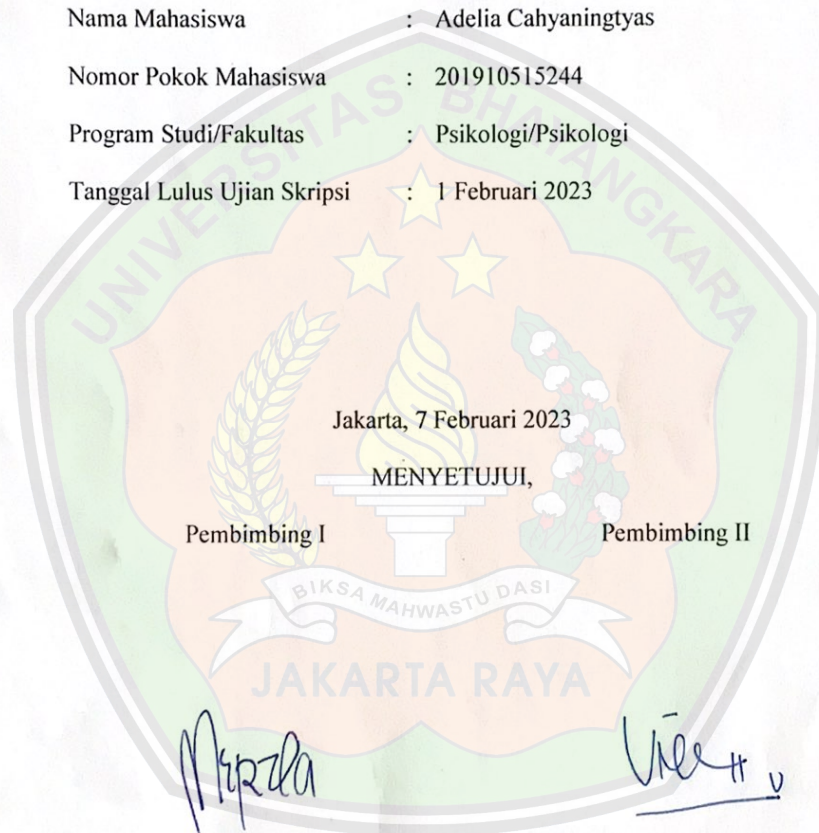 Nama Mahasiswa : Adelia Cahyaningtyas
Nomor Pokok Mahasiswa : 201910515244
Program Studi/Fakultas : Psikologi/Psikologi
Tanggal Lulus Ujian Skripsi : 1 Februari 2023
UNIVERSITAS BHAYANGKARA
Jakarta, 7 Februari 2023
MENYETUJUI,
Pembimbing I Pembimbing II
BIKSA MAHWASTU DASI
JAKARTA RAYA